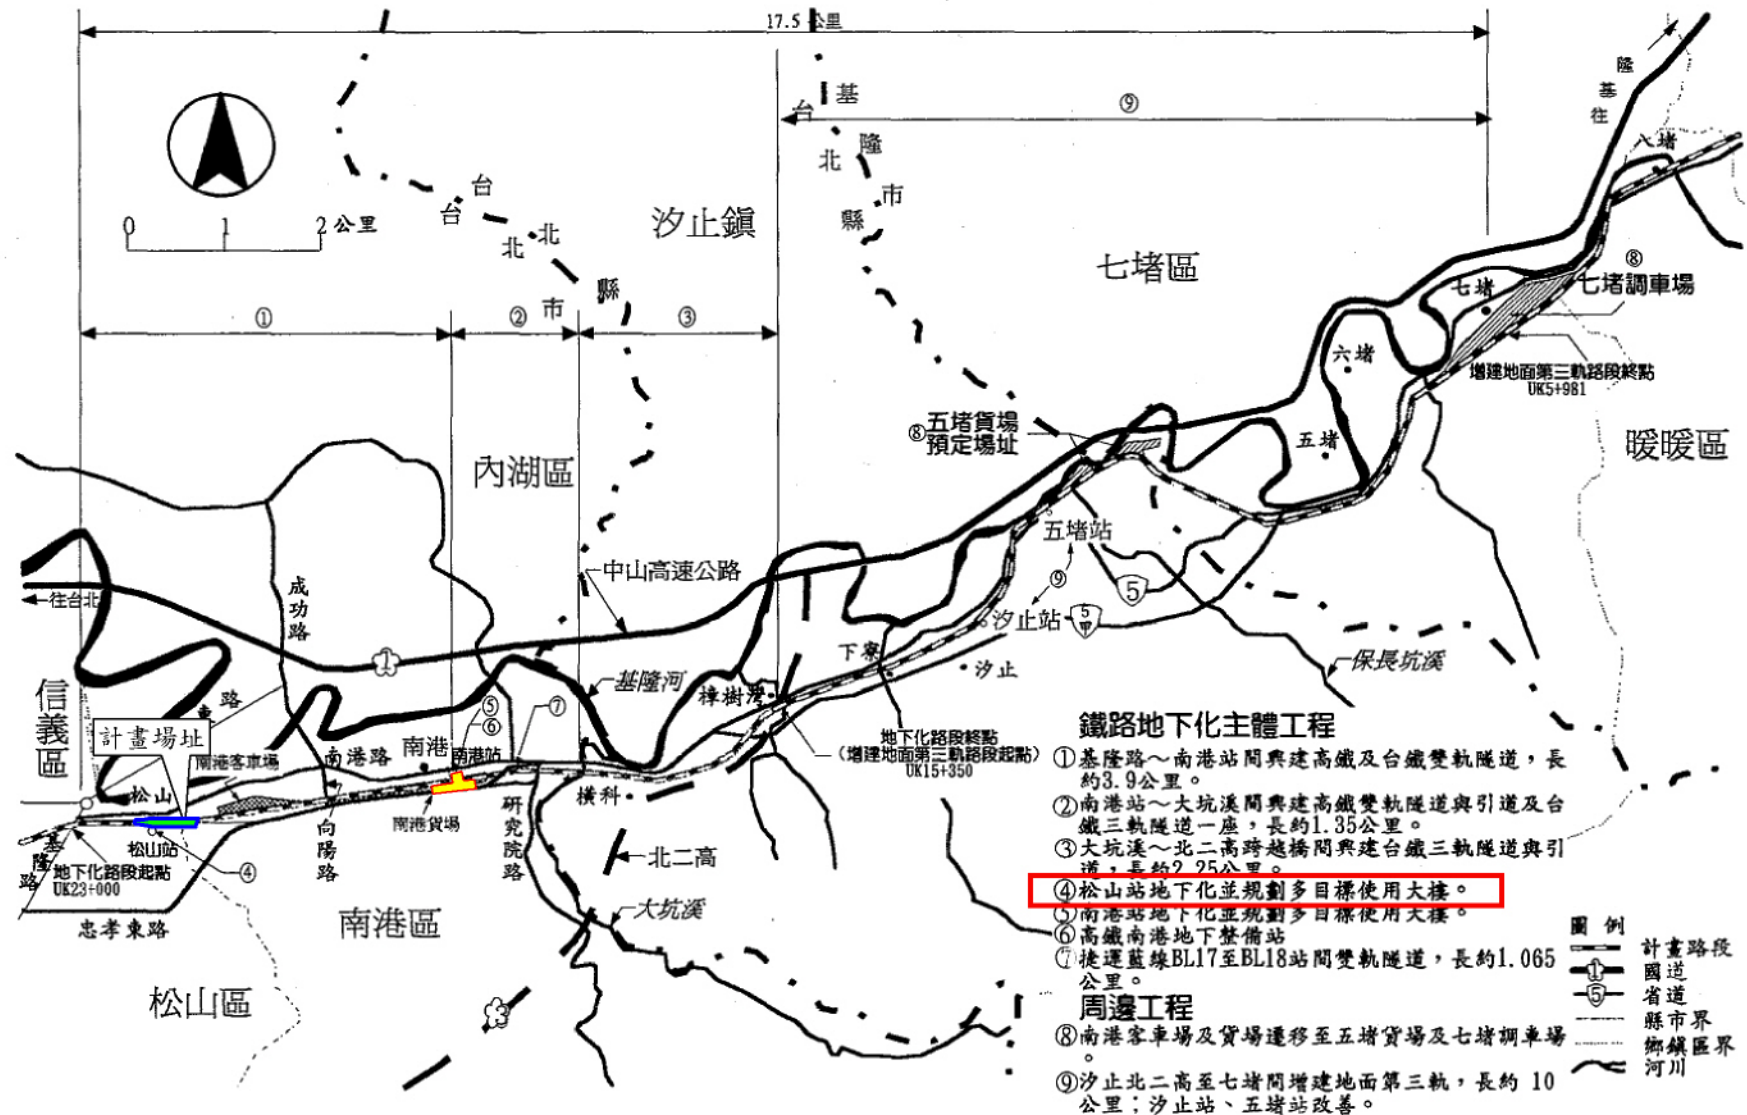 17.5 公里
台北縣
基隆市
⑨
往基隆
八堵
0 1 2 公里
台北市
台北縣
汐止鎮
七堵區
⑧
七堵調車場
七堵
①
②
③
六堵
增建地面第三軌路段終點
UK5+981
⑧五堵貨場
預定場址
五堵
暖暖區
內湖區
五堵站
中山高速公路
⑨
5
5甲
汐止站
往台北
成功路
1
下寮
汐止
保長坑溪
基隆河
樟樹灣
信義區
東路
計畫場址
南港客車場
南港路
南港
⑤
⑥
南港站
⑦
地下化路段終點
(增建地面第三軌路段起點)
UK15+350
松山
橫科
南港貨場
向陽路
研究院路
松山站
④
基隆路
地下化路段起點
UK23+000
北二高
忠孝東路
大坑溪
南港區
松山區
3
鐵路地下化主體工程
①基隆路～南港站間興建高鐵及台鐵雙軌隧道，長
約3.9公里。
②南港站～大坑溪間興建高鐵雙軌隧道與引道及台
鐵三軌隧道一座，長約1.35公里。
③大坑溪～北二高跨越橋間興建台鐵三軌隧道與引
道，長約2.25公里。
④松山站地下化並規劃多目標使用大樓。
⑤南港站地下化並規劃多目標使用大樓。
⑥高鐵南港地下整備站
⑦捷運藍線BL17至BL18站間雙軌隧道，長約1.065
公里。
周邊工程
⑧南港客車場及貨場遷移至五堵貨場及七堵調車場
。
⑨汐止北二高至七堵間增建地面第三軌，長約 10
公里；汐止站、五堵站改善。
圖例
計畫路段
1 國道
5 省道
縣市界
鄉鎮區界
河川